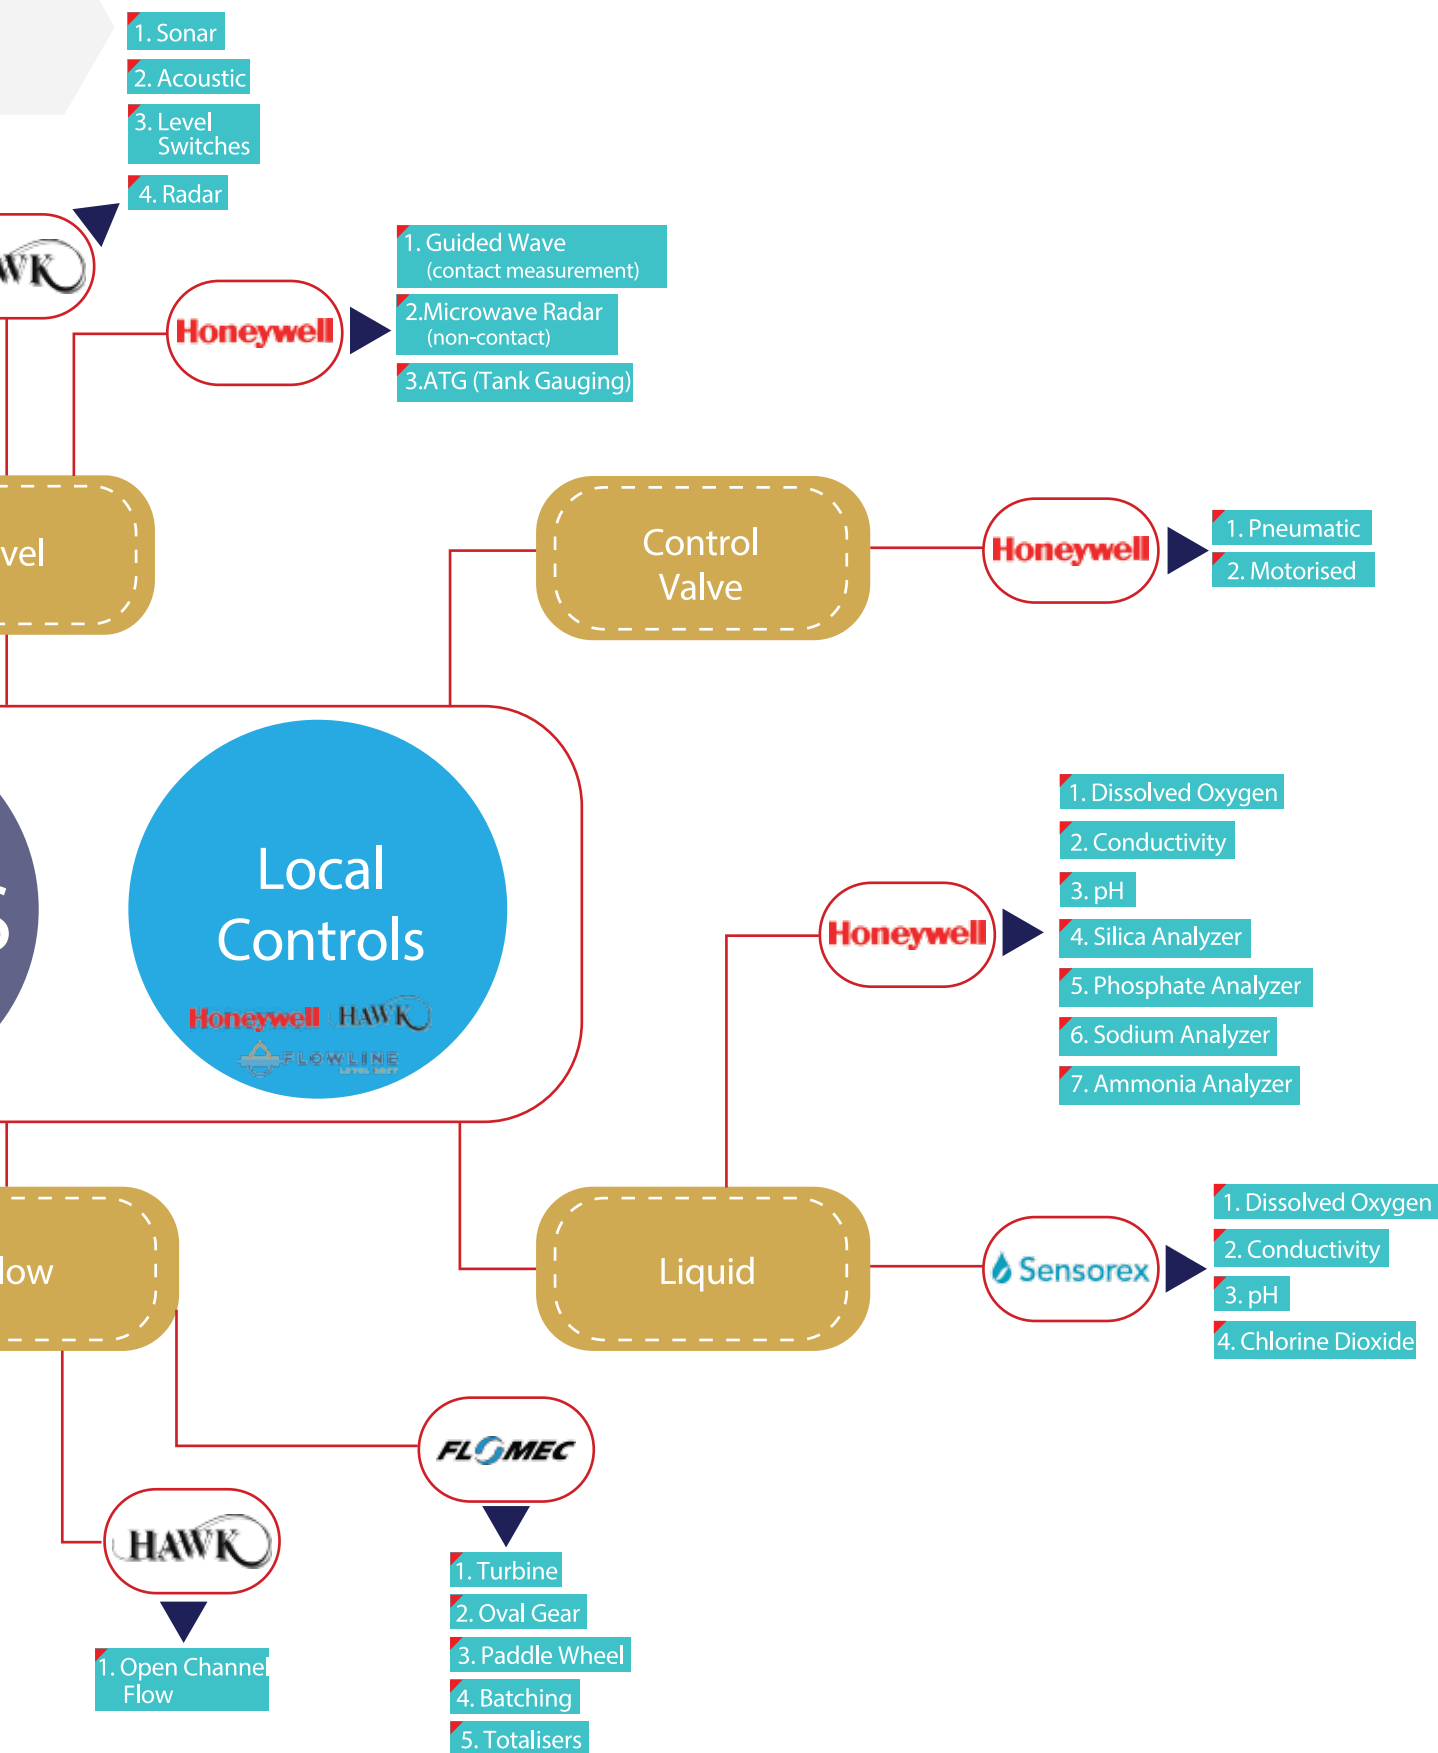 1. Sonar
2. Acoustic
3. Level
Switches
4. Radar
Honeywell
1. Guided Wave
(contact measurement)
2.Microwave Radar
(non-contact)
3.ATG (Tank Gauging)
vel
Control
Valve
Honeywell
1. Pneumatic
2. Motorised
Local
Controls
Honeywell HAWK
FLOWLINE
S
Honeywell
1. Dissolved Oxygen
2. Conductivity
3. pH
4. Silica Analyzer
5. Phosphate Analyzer
6. Sodium Analyzer
7. Ammonia Analyzer
low
Liquid
Sensorex
1. Dissolved Oxygen
2. Conductivity
3. pH
4. Chlorine Dioxide
FLOMEC
1. Turbine
2. Oval Gear
3. Paddle Wheel
4. Batching
5. Totalisers
HAWK
1. Open Channel
Flow